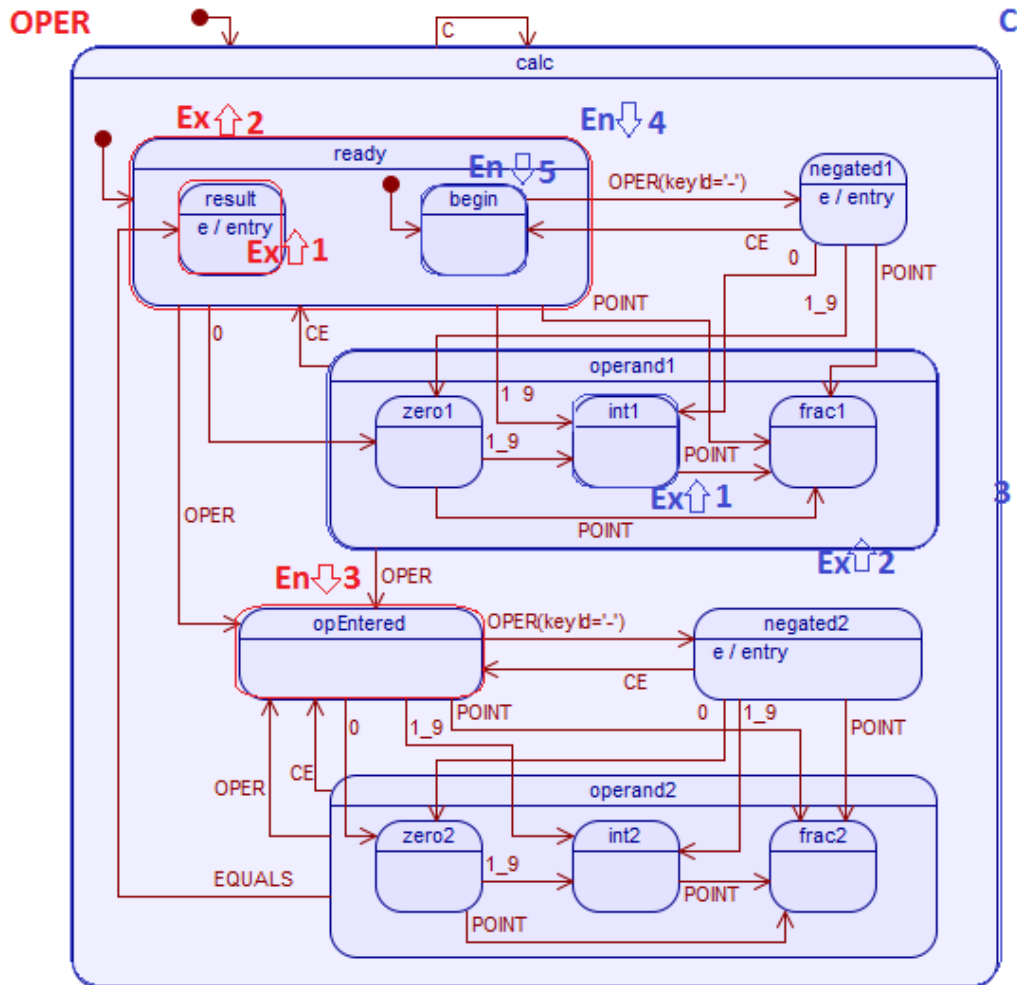 OPER
C
C
calc
Ex 2
En 4
ready
En 5
negated1
OPER(keyId='-')
result
begin
e / entry
e / entry
Ex 1
CE
0
POINT
POINT
1_9
0
CE
operand1
1_9
zero1
int1
frac1
1_9
POINT
Ex 1
3
OPER
POINT
Ex 2
En 3
OPER
opEntered
OPER(keyId='-')
negated2
e / entry
CE
POINT
0
1_9
0
1_9
POINT
CE
OPER
operand2
zero2
int2
frac2
1_9
EQUALS
POINT
POINT